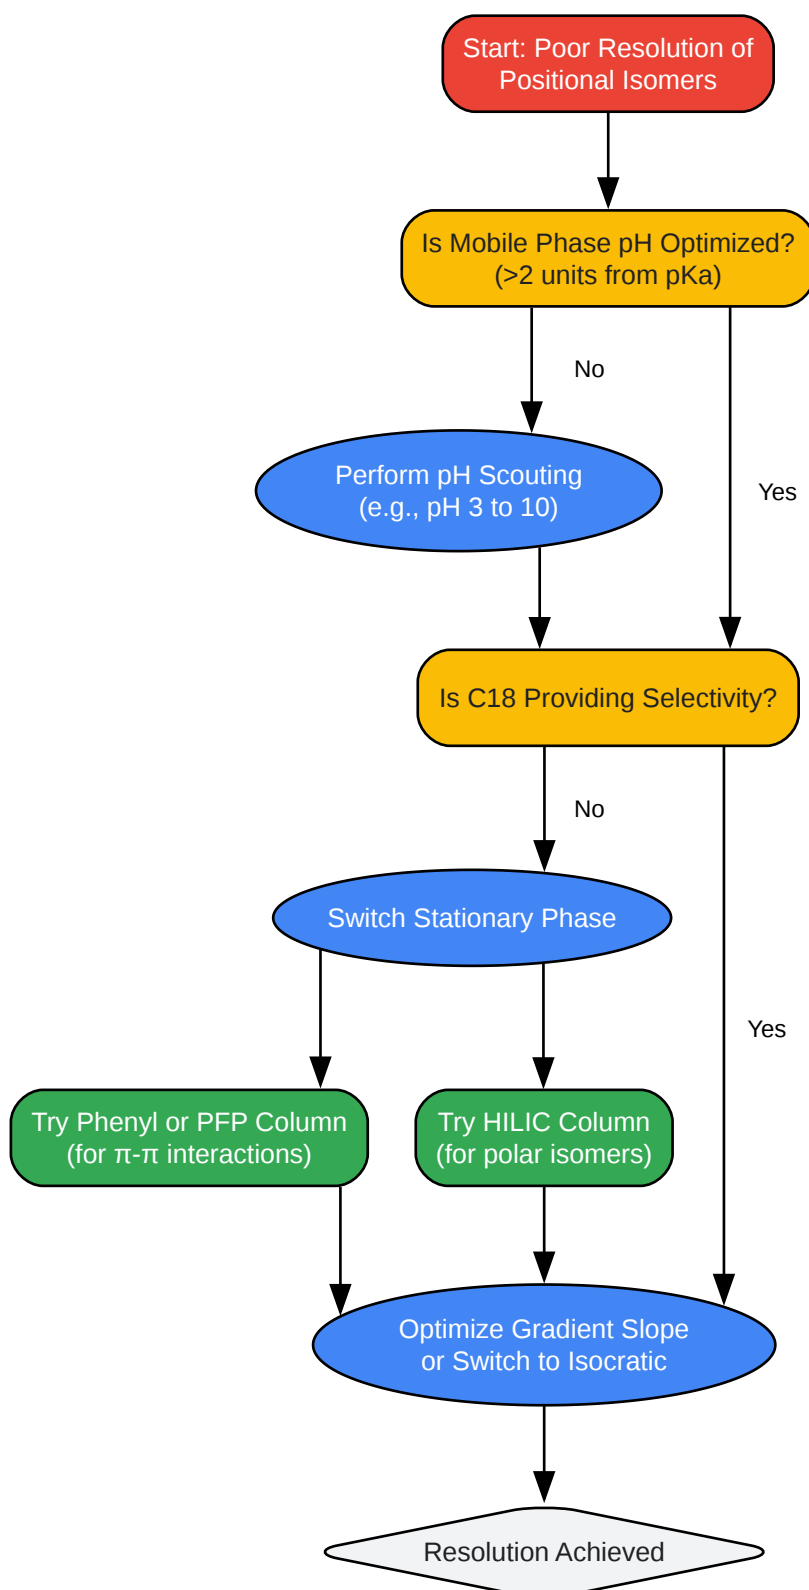 Start: Poor Resolution of
Positional Isomers
Is Mobile Phase pH Optimized?
(>2 units from pKa)
No
Perform pH Scouting
(e.g., pH 3 to 10)
Yes
Is C18 Providing Selectivity?
No
Switch Stationary Phase
Yes
Try Phenyl or PFP Column
(for π-π interactions)
Try HILIC Column
(for polar isomers)
Optimize Gradient Slope
or Switch to Isocratic
Resolution Achieved